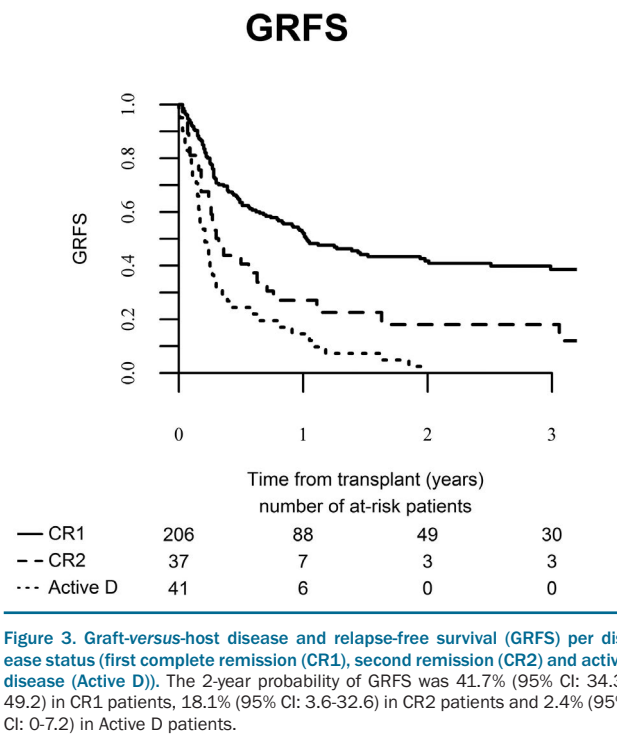 GRFS
1.0
0.8
0.6
0.4
0.2
0.0
GRFS
0 1 2 3
Time from transplant (years)
number of at-risk patients
CR1 206 88 49 30
CR2 37 7 3 3
Active D 41 6 0 0
Figure 3. Graft-versus-host disease and relapse-free survival (GRFS) per dis
ease status (first complete remission (CR1), second remission (CR2) and activ
disease (Active D)). The 2-year probability of GRFS was 41.7% (95% CI: 34.3
49.2) in CR1 patients, 18.1% (95% CI: 3.6-32.6) in CR2 patients and 2.4% (95
CI: 0-7.2) in Active D patients.